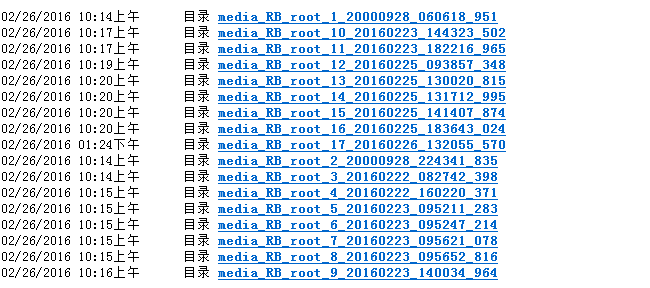 02/26/2016 10:14上午 目录 media_RB_root_1_20000928_060618_951
02/26/2016 10:17上午 目录 media_RB_root_10_20160223_144323_502
02/26/2016 10:17上午 目录 media_RB_root_11_20160223_182216_965
02/26/2016 10:19上午 目录 media_RB_root_12_20160225_093857_348
02/26/2016 10:20上午 目录 media_RB_root_13_20160225_130020_815
02/26/2016 10:20上午 目录 media_RB_root_14_20160225_131712_995
02/26/2016 10:20上午 目录 media_RB_root_15_20160225_141407_874
02/26/2016 10:20上午 目录 media_RB_root_16_20160225_183643_024
02/26/2016 01:24下午 目录 media_RB_root_17_20160226_132055_570
02/26/2016 10:14上午 目录 media_RB_root_2_20000928_224341_835
02/26/2016 10:14上午 目录 media_RB_root_3_20160222_082742_398
02/26/2016 10:15上午 目录 media_RB_root_4_20160222_160220_371
02/26/2016 10:15上午 目录 media_RB_root_5_20160223_095211_283
02/26/2016 10:15上午 目录 media_RB_root_6_20160223_095247_214
02/26/2016 10:15上午 目录 media_RB_root_7_20160223_095621_078
02/26/2016 10:15上午 目录 media_RB_root_8_20160223_095652_816
02/26/2016 10:16上午 目录 media_RB_root_9_20160223_140034_964